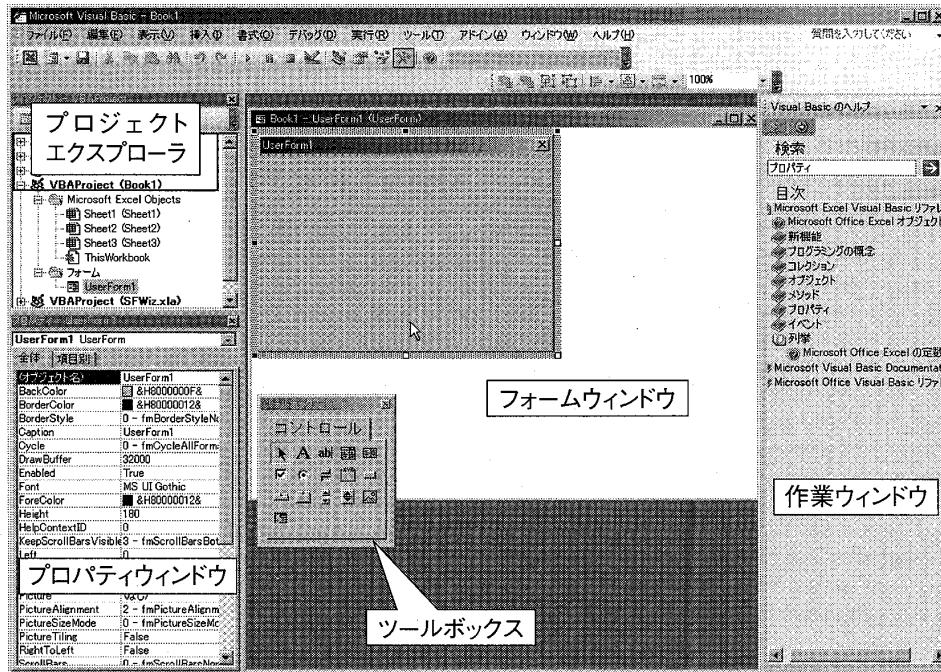 Microsoft Visual Basic - Book1
ファイル(F) 編集(E) 表示(V) 挿入(I) 書式(O) デバッグ(D) 実行(R) ツール(T) アドイン(A) ウィンドウ(W) ヘルプ(H)
質問を入力してください
100%
プロジェクト
エクスプローラ
VBAProject (Book1)
Microsoft Excel Objects
Sheet1 (Sheet1)
Sheet2 (Sheet2)
Sheet3 (Sheet3)
ThisWorkbook
フォーム
UserForm1
VBAProject (SFWiz.xla)
UserForm1 UserForm
全体 項目別
(オブジェクト名) UserForm1
BackColor &H8000000F&
BorderColor &H80000012&
BorderStyle 0 - fmBorderStyleNo
Caption UserForm1
Cycle 0 - fmCycleAllForms
DrawBuffer 32000
Enabled True
Font MS UI Gothic
ForeColor &H80000012&
Height 180
HelpContextID 0
KeepScrollBarsVisible 3 - fmScrollBarsBot
Left 0
プロパティウィンドウ
Picture (なし)
PictureAlignment 2 - fmPictureAlignm
PictureSizeMode 0 - fmPictureSizeMo
PictureTiling False
RightToLeft False
ScrollBars 0 - fmScrollBarsNon
Book1 - UserForm1 (UserForm)
UserForm1
フォームウィンドウ
コントロール
A abl
ツールボックス
Visual Basic のヘルプ
検索
プロパティ
目次
Microsoft Excel Visual Basic リファレ
Microsoft Office Excel オブジェクト
新機能
プログラミングの概念
コレクション
オブジェクト
メソッド
プロパティ
イベント
列挙
Microsoft Office Excel の定数
Microsoft Visual Basic Documentat
Microsoft Office Visual Basic リファ
作業ウィンドウ